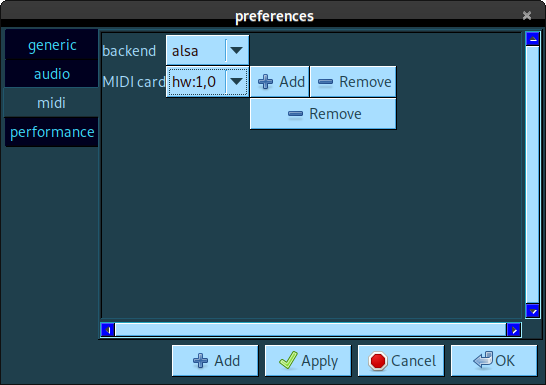 preferences
generic
audio
midi
performance
backend alsa
MIDI card hw:1,0 Add Remove
Remove
Add Apply Cancel OK